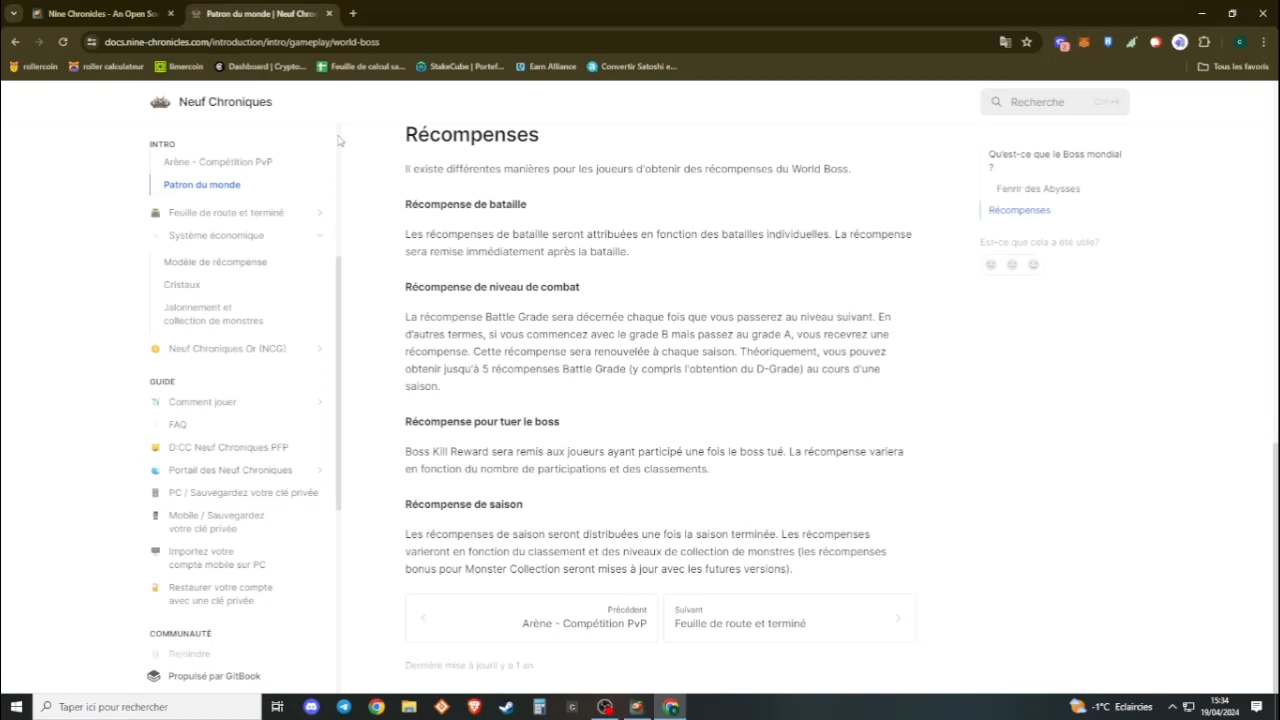 Nine Chronicles - An Open Sou
Patron du monde | Neuf Chron
docs.nine-chronicles.com/introduction/intro/gameplay/world-boss
rollercoin
roller calculateur
limercoin
Dashboard | Crypto...
Feuille de calcul sa...
StakeCube | Portef...
Earn Alliance
Convertir Satoshi e...
Tous les favoris
Neuf Chroniques
Recherche
Ctrl+K
INTRO
Arène - Compétition PvP
Patron du monde
Feuille de route et terminé
Système économique
Modèle de récompense
Cristaux
Jalonnement et
collection de monstres
Neuf Chroniques Or (NCG)
GUIDE
Comment jouer
FAQ
D:CC Neuf Chroniques PFP
Portail des Neuf Chroniques
PC / Sauvegardez votre clé privée
Mobile / Sauvegardez
votre clé privée
Importez votre
compte mobile sur PC
Restaurer votre compte
avec une clé privée
COMMUNAUTÉ
Rejoindre
Propulsé par GitBook
Récompenses
Il existe différentes manières pour les joueurs d'obtenir des récompenses du World Boss.
Récompense de bataille
Les récompenses de bataille seront attribuées en fonction des batailles individuelles. La récompense
sera remise immédiatement après la bataille.
Récompense de niveau de combat
La récompense Battle Grade sera décernée chaque fois que vous passerez au niveau suivant. En
d'autres termes, si vous commencez avec le grade B mais passez au grade A, vous recevrez une
récompense. Cette récompense sera renouvelée à chaque saison. Théoriquement, vous pouvez
obtenir jusqu'à 5 récompenses Battle Grade (y compris l'obtention du D-Grade) au cours d'une
saison.
Récompense pour tuer le boss
Boss Kill Reward sera remis aux joueurs ayant participé une fois le boss tué. La récompense variera
en fonction du nombre de participations et des classements.
Récompense de saison
Les récompenses de saison seront distribuées une fois la saison terminée. Les récompenses
varieront en fonction du classement et des niveaux de collection de monstres (les récompenses
bonus pour Monster Collection seront mises à jour avec les futures versions).
Précédent
Arène - Compétition PvP
Suivant
Feuille de route et terminé
Dernière mise à jouril y a 1 an
Qu'est-ce que le Boss mondial
?
Fenrir des Abysses
Récompenses
Est-ce que cela a été utile?
Taper ici pour rechercher
-1°C Eclaircies
15:34
19/04/2024